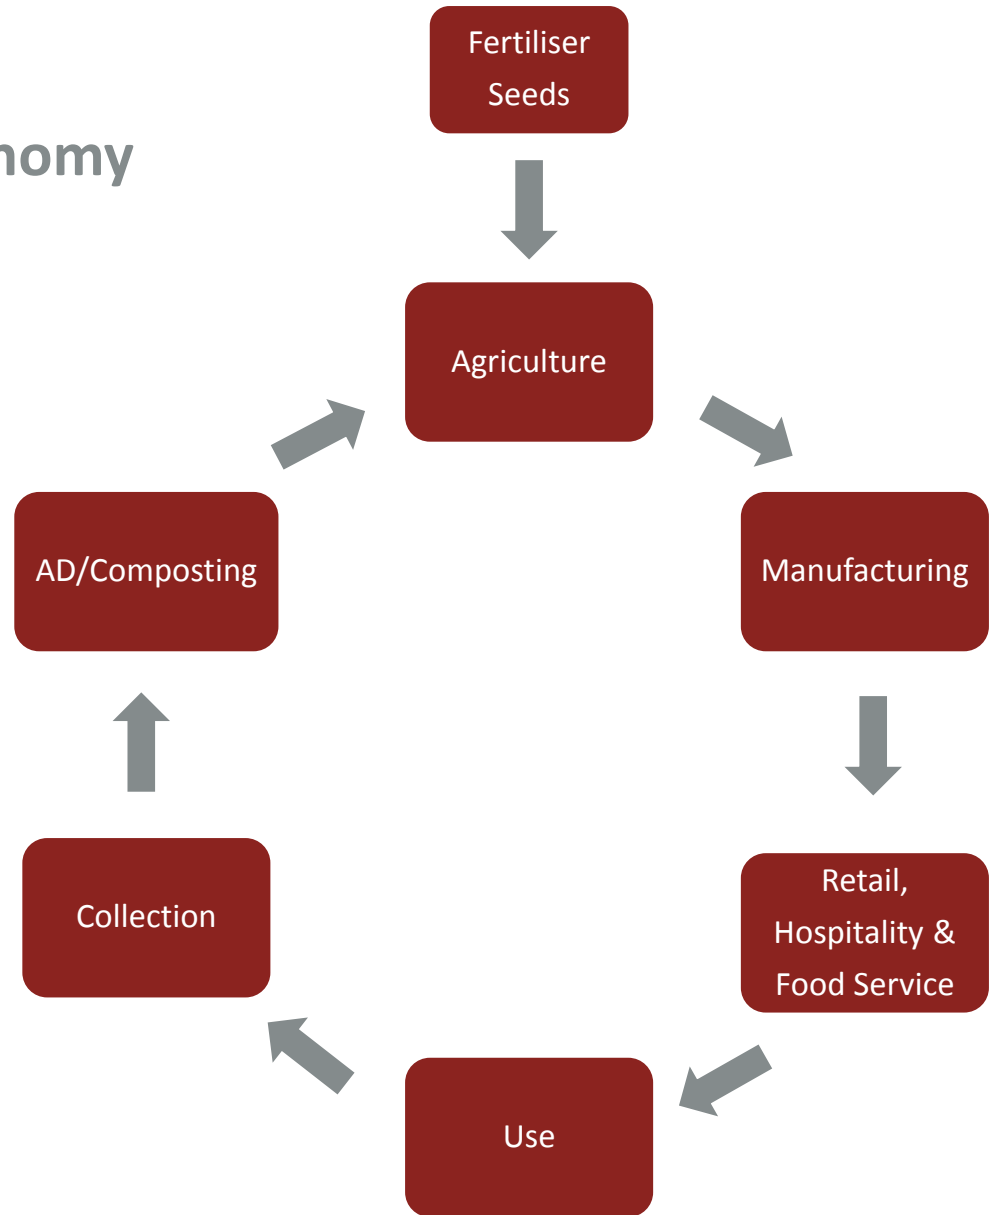 Fertiliser
Seeds
nomy
Agriculture
AD/Composting
Manufacturing
Collection
Retail,
Hospitality &
Food Service
Use